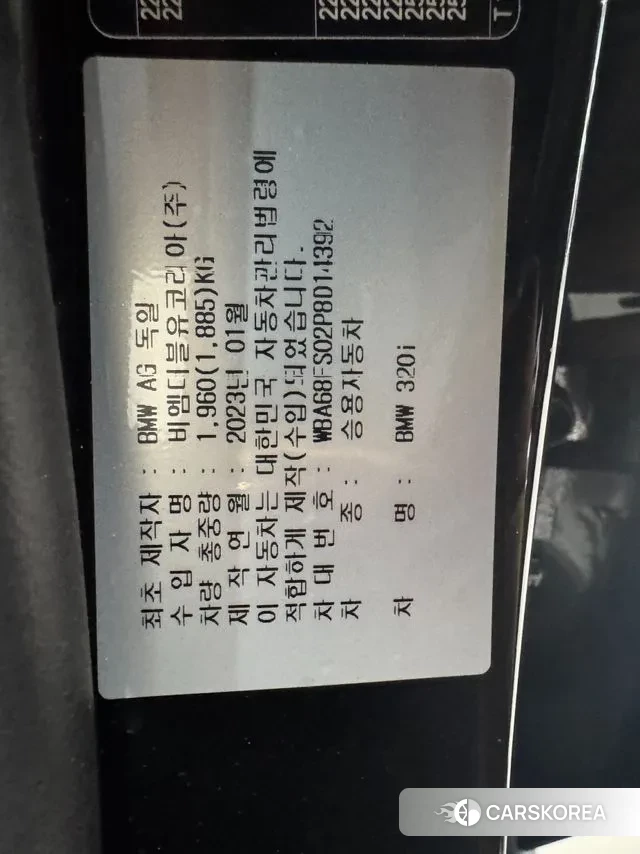 최초 제작자 : BMW AG 독일
수 입 자 명 : 비엠더블유코리아(주)
차량 총중량 : 1,960(1,885)KG
제 작 연 월 : 2023년 01월
이 자동차는 대한민국 자동차관리법령에
적합하게 제작(수입)되었습니다.
차 대 번 호 : WBA68FS02P8D14392
차 종 : 승용자동차
차 명 : BMW 320i
CARSKOREA